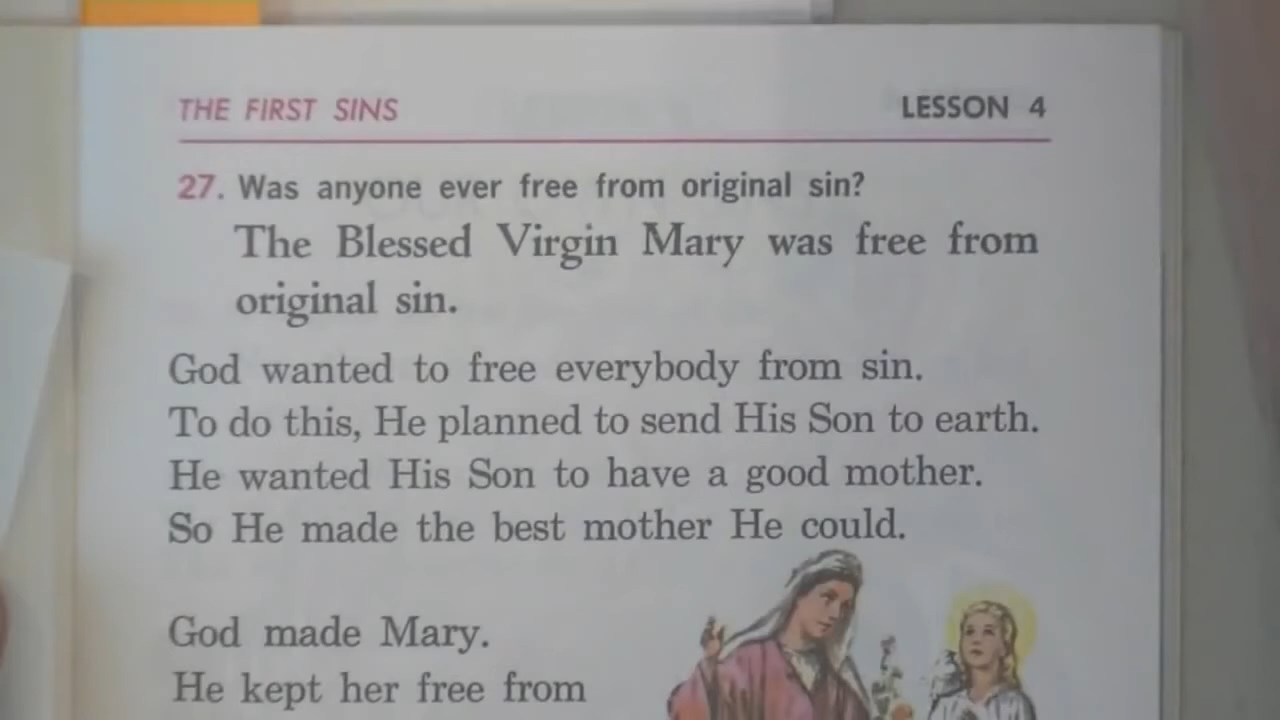 THE FIRST SINS LESSON 4
27. Was anyone ever free from original sin?
The Blessed Virgin Mary was free from
original sin.
God wanted to free everybody from sin.
To do this, He planned to send His Son to earth.
He wanted His Son to have a good mother.
So He made the best mother He could.
God made Mary.
He kept her free from